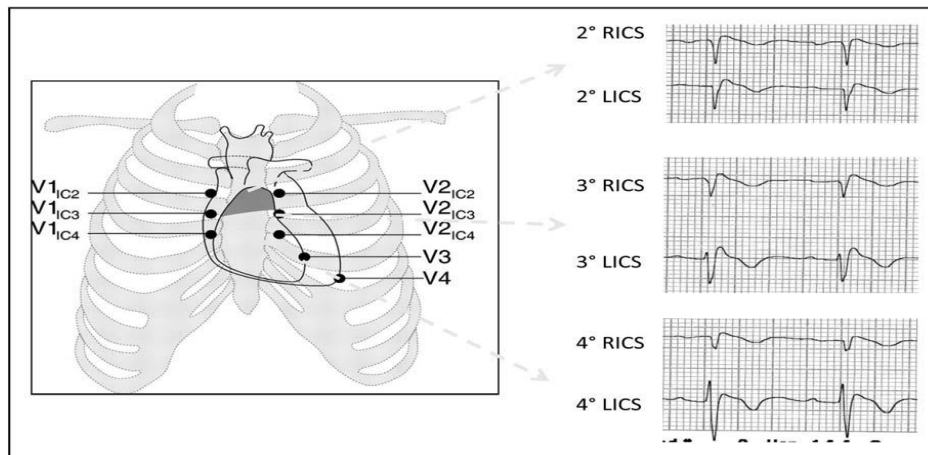 V1IC2
V1IC3
V1IC4
V2IC2
V2IC3
V2IC4
V3
V4
2° RICS
2° LICS
3° RICS
3° LICS
4° RICS
4° LICS